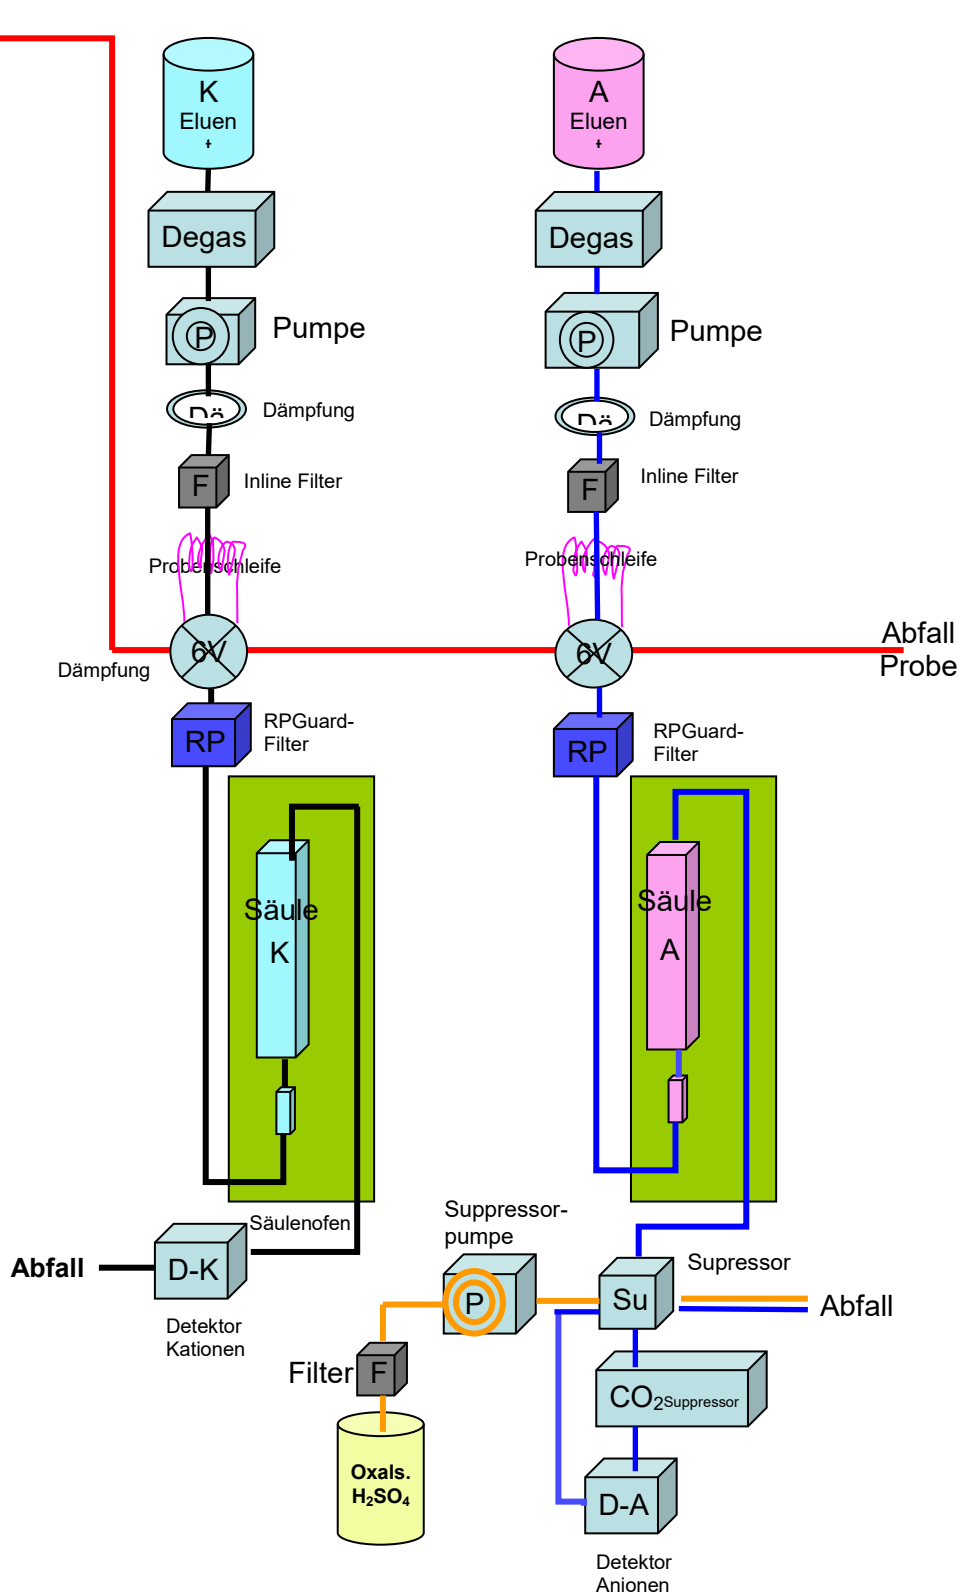 K
Eluen
t
A
Eluen
t
Degas
Degas
P
Pumpe
P
Pumpe
Dä
Dämpfung
Dä
Dämpfung
F
Inline Filter
F
Inline Filter
Probenschleife
Probenschleife
6V
6V
Abfall
Probe
Dämpfung
RP
RPGuard-
Filter
RP
RPGuard-
Filter
Säule
K
Säule
A
Säulenofen
Abfall
D-K
Detektor
Kationen
Suppressor-
pumpe
P
Su
Supressor
Abfall
Filter
F
CO2Suppressor
Oxals.
H2SO4
D-A
Detektor
Anionen